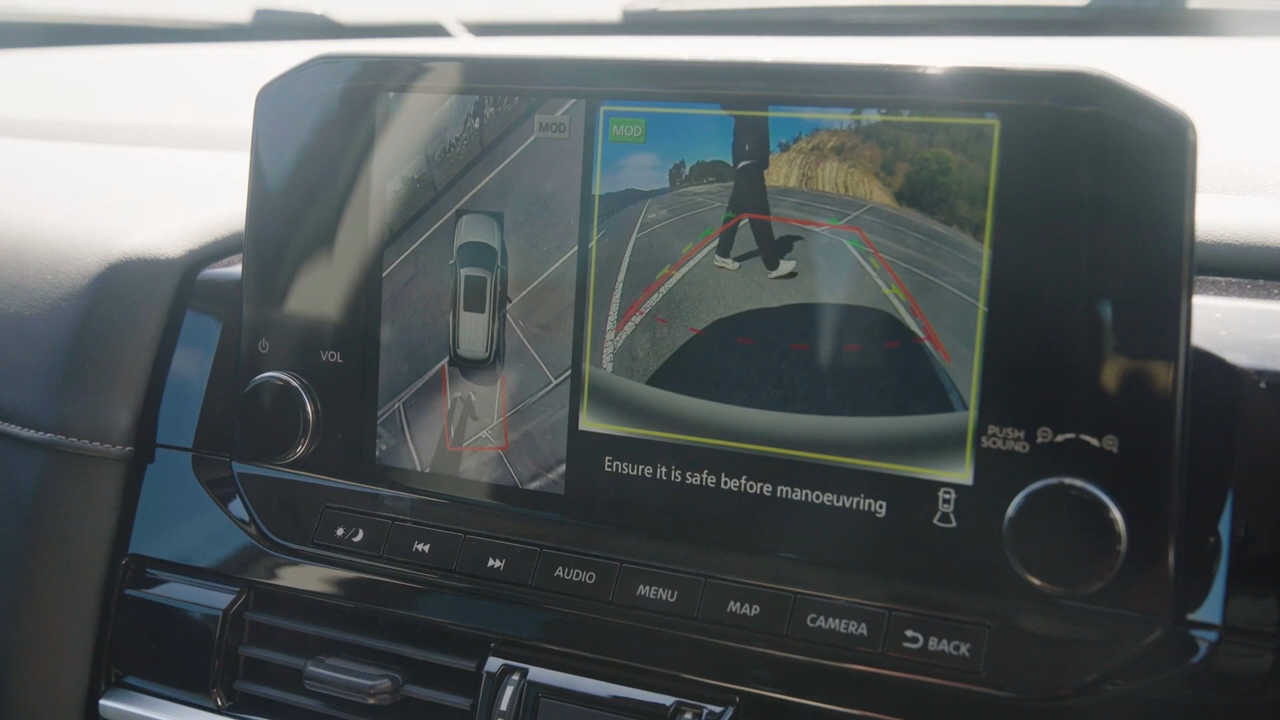 MOD
MOD
VOL
PUSH
SOUND
Ensure it is safe before manoeuvring
AUDIO
MENU
MAP
CAMERA
BACK